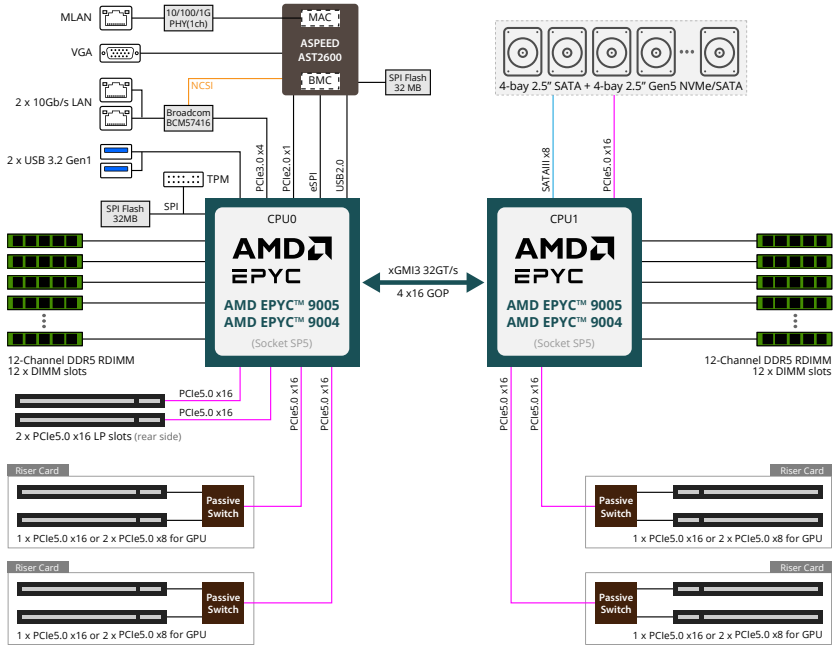 MLAN
10/100/1G
PHY(1ch)
MAC
ASPEED
AST2600
BMC
VGA
NCSI
SPI Flash
32 MB
2 x 10Gb/s LAN
Broadcom
BCM57416
2 x USB 3.2 Gen1
TPM
SPI Flash
32MB
SPI
PCIe3.0 x4
PCIe2.0 x1
eSPI
USB2.0
4-bay 2.5” SATA + 4-bay 2.5” Gen5 NVMe/SATA
SATAIII x8
PCIe5.0 x16
CPU0
AMD
EPYC
AMD EPYC™ 9005
AMD EPYC™ 9004
(Socket SP5)
xGMI3 32GT/s
4 x16 GOP
CPU1
AMD
EPYC
AMD EPYC™ 9005
AMD EPYC™ 9004
(Socket SP5)
12-Channel DDR5 RDIMM
12 x DIMM slots
12-Channel DDR5 RDIMM
12 x DIMM slots
PCIe5.0 x16
PCIe5.0 x16
2 x PCIe5.0 x16 LP slots (rear side)
PCIe5.0 x16
PCIe5.0 x16
PCIe5.0 x16
PCIe5.0 x16
Riser Card
Passive
Switch
1 x PCIe5.0 x16 or 2 x PCIe5.0 x8 for GPU
Riser Card
Passive
Switch
1 x PCIe5.0 x16 or 2 x PCIe5.0 x8 for GPU
Riser Card
Passive
Switch
1 x PCIe5.0 x16 or 2 x PCIe5.0 x8 for GPU
Riser Card
Passive
Switch
1 x PCIe5.0 x16 or 2 x PCIe5.0 x8 for GPU